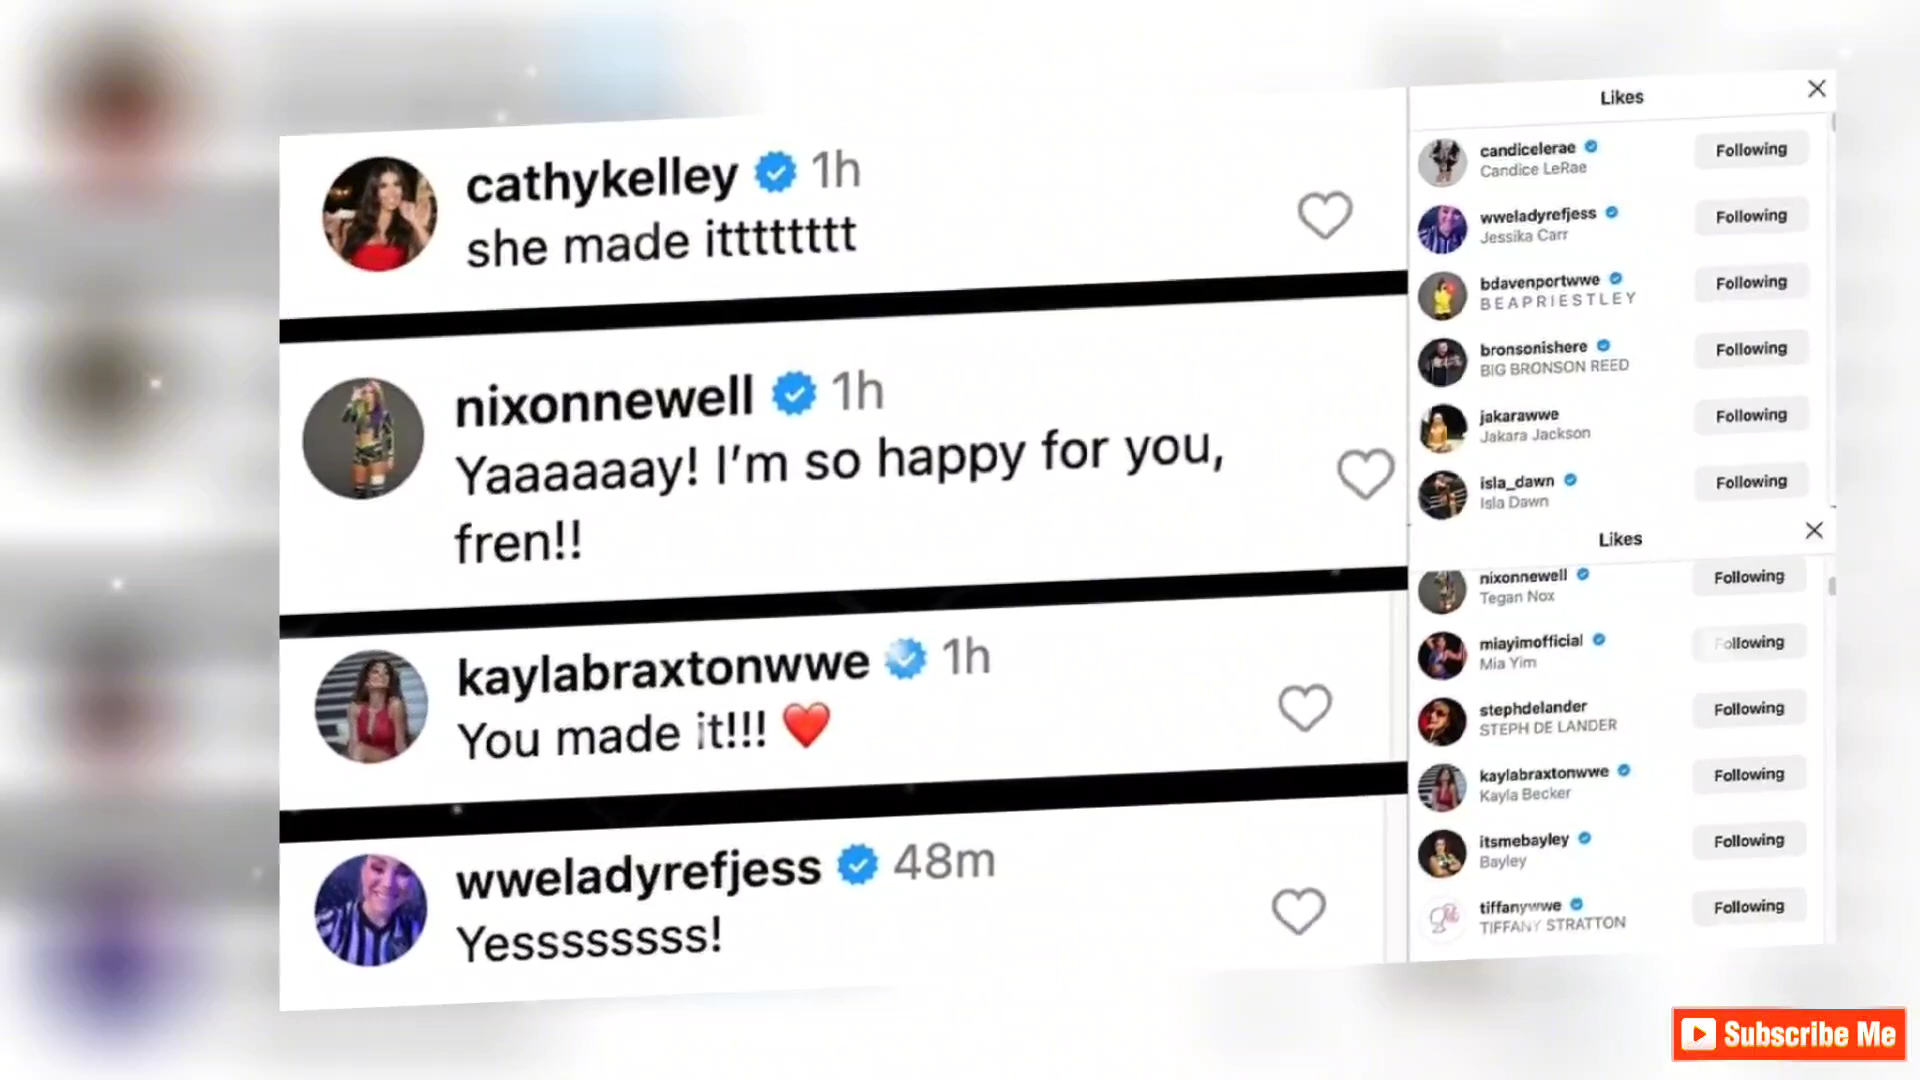 cathykelley 1h
she made itttttttt
nixonnewell 1h
Yaaaaaay! I’m so happy for you,
fren!!
kaylabraxtonwwe 1h
You made it!!! ❤️
wweladyrefjess 48m
Yessssssss!
Likes
candicelerae Following
Candice LeRae
wweladyrefjess Following
Jessika Carr
bdavenportwwe Following
B E A P R I E S T L E Y
bronsonishere Following
BIG BRONSON REED
jakarawwe Following
Jakara Jackson
isla_dawn Following
Isla Dawn
Likes
nixonnewell Following
Tegan Nox
miayimofficial Following
Mia Yim
stephdelander Following
STEPH DE LANDER
kaylabraxtonwwe Following
Kayla Becker
itsmebayley Following
Bayley
tiffanywwe Following
TIFFANY STRATTON
Subscribe Me